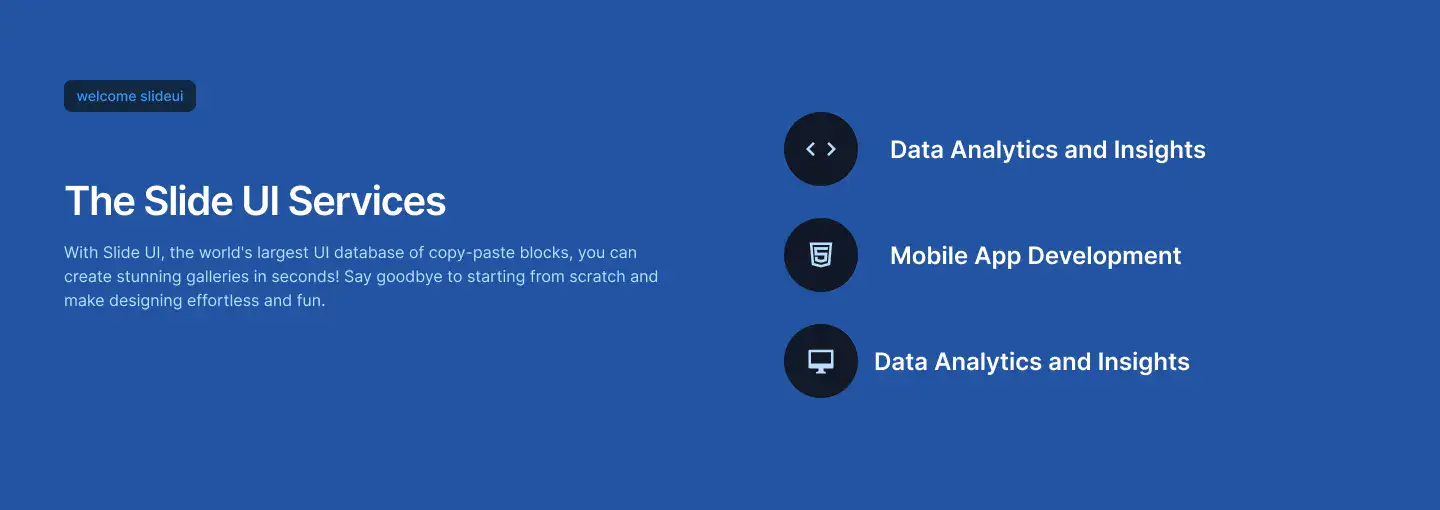 welcome slideui
The Slide UI Services
With Slide UI, the world's largest UI database of copy-paste blocks, you can
create stunning galleries in seconds! Say goodbye to starting from scratch and
make designing effortless and fun.
Data Analytics and Insights
Mobile App Development
Data Analytics and Insights